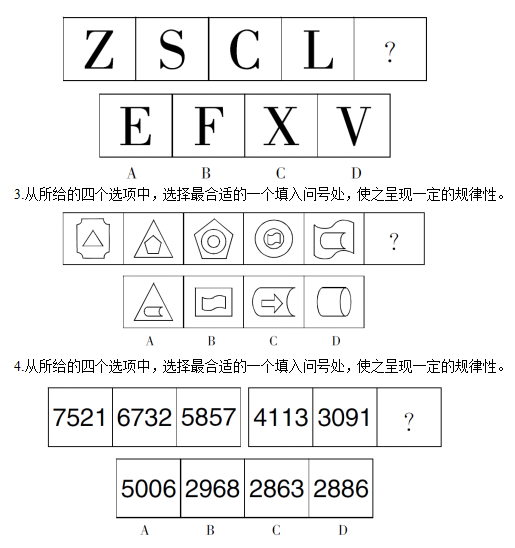 Z S C L ?
E F X V
A B C D
3.从所给的四个选项中，选择最合适的一个填入问号处，使之呈现一定的规律性。
?
A B C D
4.从所给的四个选项中，选择最合适的一个填入问号处，使之呈现一定的规律性。
7521 6732 5857 4113 3091 ?
5006 2968 2863 2886
A B C D